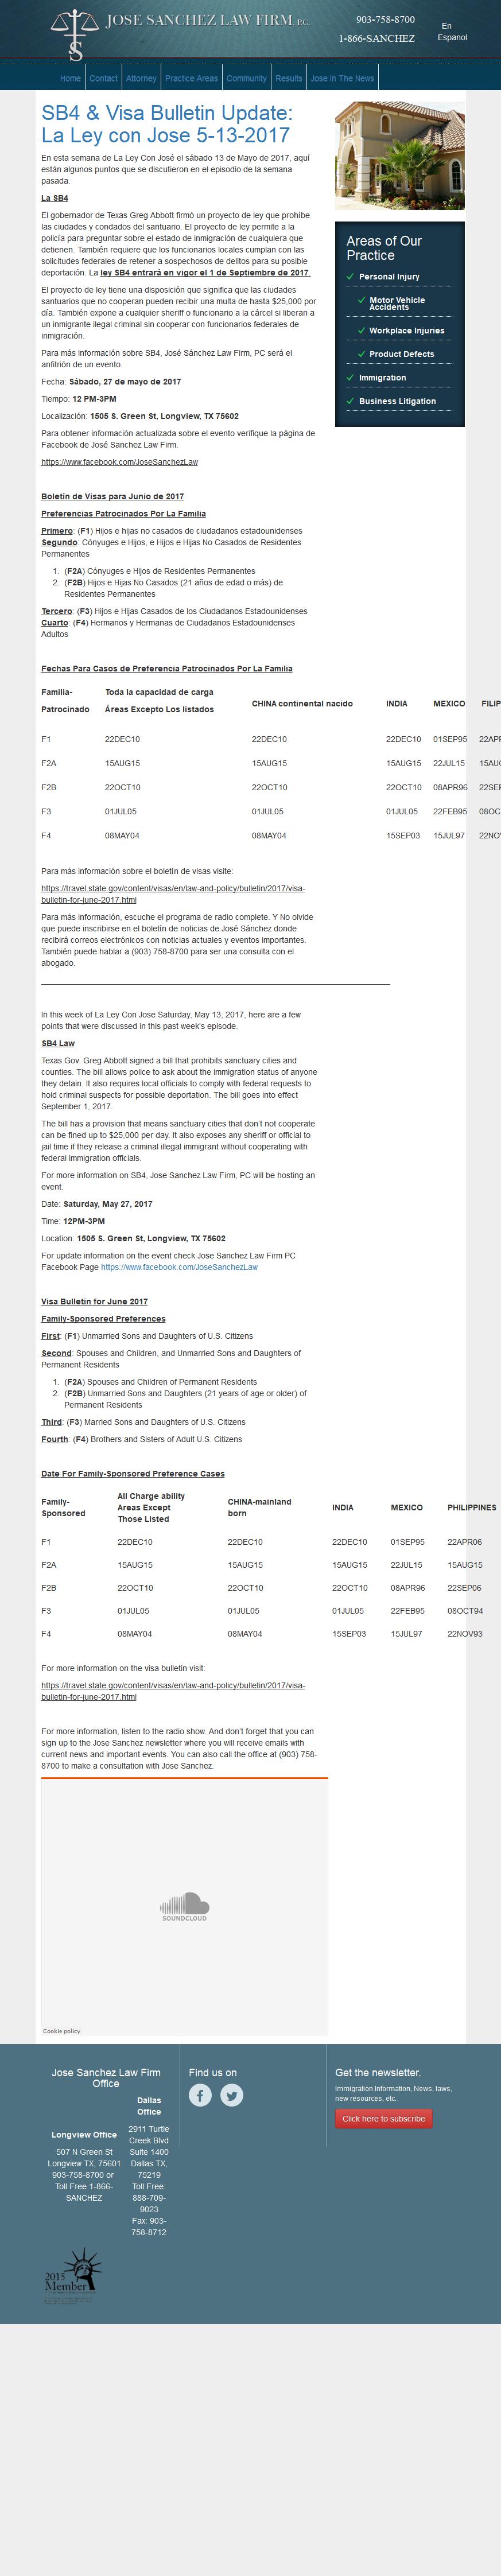 JOSE SANCHEZ LAW FIRM P.C.
903-758-8700
1-866-SANCHEZ
En
Espanol
Home
Contact
Attorney
Practice Areas
Community
Results
Jose In The News
SB4 & Visa Bulletin Update:
La Ley con Jose 5-13-2017
En esta semana de La Ley Con José el sábado 13 de Mayo de 2017, aquí
están algunos puntos que se discutieron en el episodio de la semana
pasada.
La SB4
El gobernador de Texas Greg Abbott firmó un proyecto de ley que prohíbe
las ciudades y condados del santuario. El proyecto de ley permite a la
policía para preguntar sobre el estado de inmigración de cualquiera que
detienen. También requiere que los funcionarios locales cumplan con las
solicitudes federales de retener a sospechosos de delitos para su posible
deportación. La ley SB4 entrará en vigor el 1 de Septiembre de 2017.
El proyecto de ley tiene una disposición que significa que las ciudades
santuarios que no cooperan pueden recibir una multa de hasta $25,000 por
día. También expone a cualquier sheriff o funcionario a la cárcel si liberan a
un inmigrante ilegal criminal sin cooperar con funcionarios federales de
inmigración.
Para más información sobre SB4, José Sánchez Law Firm, PC será el
anfitrión de un evento.
Fecha: Sábado, 27 de mayo de 2017
Tiempo: 12 PM-3PM
Localización: 1505 S. Green St, Longview, TX 75602
Para obtener información actualizada sobre el evento verifique la página de
Facebook de José Sanchez Law Firm.
https://www.facebook.com/JoseSanchezLaw
Boletín de Visas para Junio de 2017
Preferencias Patrocinados Por La Familia
Primero: (F1) Hijos e hijas no casados de ciudadanos estadounidenses
Segundo: Cónyuges e Hijos, e Hijos e Hijas No Casados de Residentes
Permanentes
1. (F2A) Cónyuges e Hijos de Residentes Permanentes
2. (F2B) Hijos e Hijas No Casados (21 años de edad o más) de
Residentes Permanentes
Tercero: (F3) Hijos e Hijas Casados de los Ciudadanos Estadounidenses
Cuarto: (F4) Hermanos y Hermanas de Ciudadanos Estadounidenses
Adultos
Fechas Para Casos de Preferencia Patrocinados Por La Familia
Familia-
Patrocinado
Toda la capacidad de carga
Áreas Excepto Los listados
CHINA continental nacido
INDIA
MEXICO
FILIP
F1 22DEC10 22DEC10 22DEC10 01SEP95 22APR
F2A 15AUG15 15AUG15 15AUG15 22JUL15 15AUG
F2B 22OCT10 22OCT10 22OCT10 08APR96 22SEP
F3 01JUL05 01JUL05 01JUL05 22FEB95 08OC
F4 08MAY04 08MAY04 15SEP03 15JUL97 22NOV
Para más información sobre el boletín de visas visite:
https://travel.state.gov/content/visas/en/law-and-policy/bulletin/2017/visa-
bulletin-for-june-2017.html
Para más información, escuche el programa de radio completo. Y No olvide
que puede inscribirse en el boletín de noticias de José Sánchez donde
recibirá correos electrónicos con noticias actuales y eventos importantes.
También puede hablar a (903) 758-8700 para ser una consulta con el
abogado.
In this week of La Ley Con Jose Saturday, May 13, 2017, here are a few
points that were discussed in this past week's episode.
SB4 Law
Texas Gov. Greg Abbott signed a bill that prohibits sanctuary cities and
counties. The bill allows police to ask about the immigration status of anyone
they detain. It also requires local officials to comply with federal requests to
hold criminal suspects for possible deportation. The bill goes into effect
September 1, 2017.
The bill has a provision that means sanctuary cities that don't not cooperate
can be fined up to $25,000 per day. It also exposes any sheriff or official to
jail time if they release a criminal illegal immigrant without cooperating with
federal immigration officials.
For more information on SB4, Jose Sanchez Law Firm, PC will be hosting an
event.
Date: Saturday, May 27, 2017
Time: 12PM-3PM
Location: 1505 S. Green St, Longview, TX 75602
For update information on the event check Jose Sanchez Law Firm PC
Facebook Page https://www.facebook.com/JoseSanchezLaw
Visa Bulletin for June 2017
Family-Sponsored Preferences
First: (F1) Unmarried Sons and Daughters of U.S. Citizens
Second: Spouses and Children, and Unmarried Sons and Daughters of
Permanent Residents
1. (F2A) Spouses and Children of Permanent Residents
2. (F2B) Unmarried Sons and Daughters (21 years of age or older) of
Permanent Residents
Third: (F3) Married Sons and Daughters of U.S. Citizens
Fourth: (F4) Brothers and Sisters of Adult U.S. Citizens
Date For Family-Sponsored Preference Cases
Family-
Sponsored
All Charge ability
Areas Except
Those Listed
CHINA-mainland
born
INDIA
MEXICO
PHILIPPINES
F1 22DEC10 22DEC10 22DEC10 01SEP95 22APR06
F2A 15AUG15 15AUG15 15AUG15 22JUL15 15AUG15
F2B 22OCT10 22OCT10 22OCT10 08APR96 22SEP06
F3 01JUL05 01JUL05 01JUL05 22FEB95 08OCT94
F4 08MAY04 08MAY04 15SEP03 15JUL97 22NOV93
For more information on the visa bulletin visit:
https://travel.state.gov/content/visas/en/law-and-policy/bulletin/2017/visa-
bulletin-for-june-2017.html
For more information, listen to the radio show. And don't forget that you can
sign up to the Jose Sanchez newsletter where you will receive emails with
current news and important events. You can also call the office at (903) 758-
8700 to make a consultation with Jose Sanchez.
SOUNDCLOUD
Cookie policy
Areas of Our
Practice
Personal Injury
Motor Vehicle
Accidents
Workplace Injuries
Product Defects
Immigration
Business Litigation
Jose Sanchez Law Firm
Office
Longview Office
507 N Green St
Longview TX, 75601
903-758-8700 or
Toll Free 1-866-
SANCHEZ
Dallas
Office
2911 Turtle
Creek Blvd
Suite 1400
Dallas TX,
75219
Toll Free:
888-709-
9023
Fax: 903-
758-8712
2015
Member
Find us on
Get the newsletter.
Immigration Information, News, laws,
new resources, etc.
Click here to subscribe